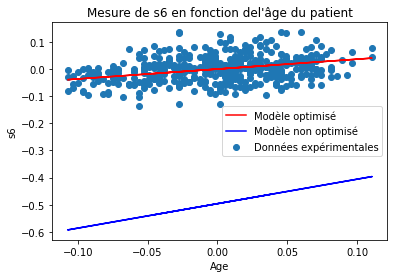 Mesure de s6 en fonction del'âge du patient
0.1
0.0
-0.1
-0.2
-0.3
-0.4
-0.5
-0.6
s6
Modèle optimisé
Modèle non optimisé
Données expérimentales
-0.10
-0.05
0.00
0.05
0.10
Age